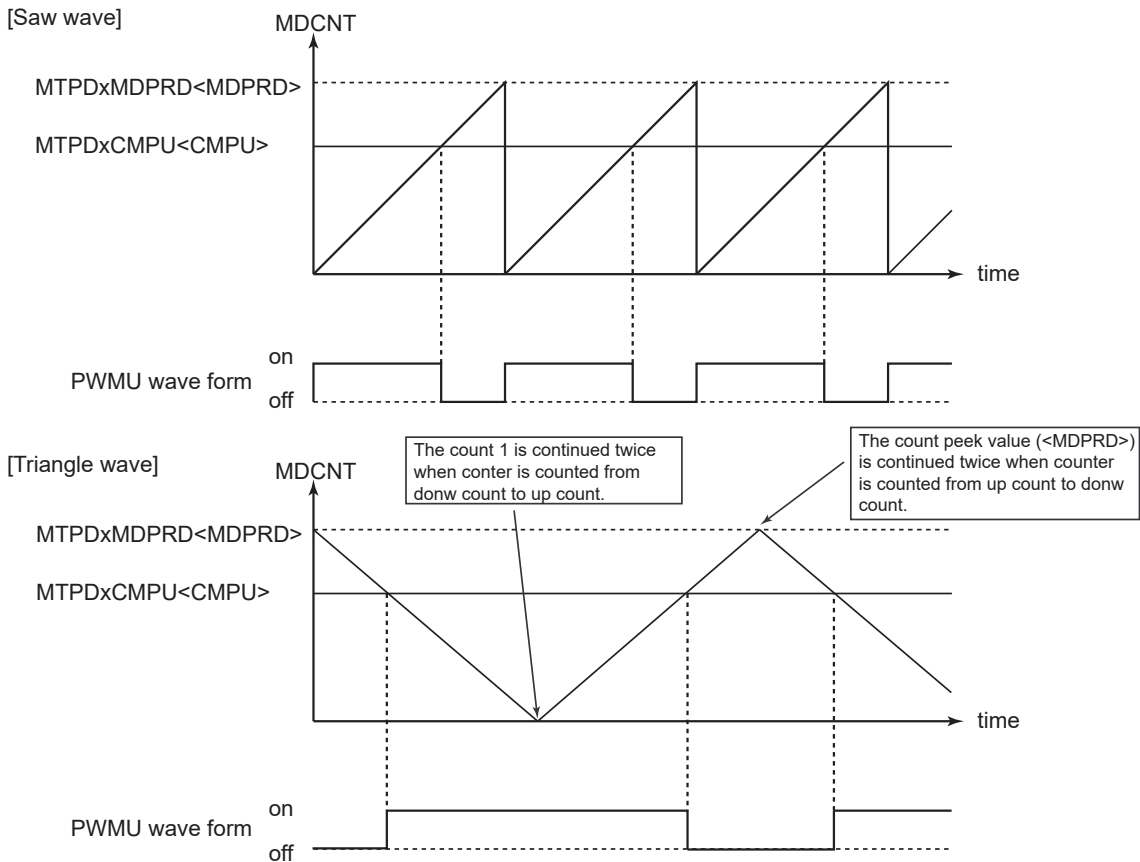 [Saw wave]
MDCNT
MTPDxMDPRD<MDPRD>
MTPDxCMPU<CMPU>
time
on
PWMU wave form
off
[Triangle wave]
MDCNT
The count 1 is continued twice
when conter is counted from
donw count to up count.
The count peek value (<MDPRD>)
is continued twice when counter
is counted from up count to donw
count.
MTPDxMDPRD<MDPRD>
MTPDxCMPU<CMPU>
time
on
PWMU wave form
off